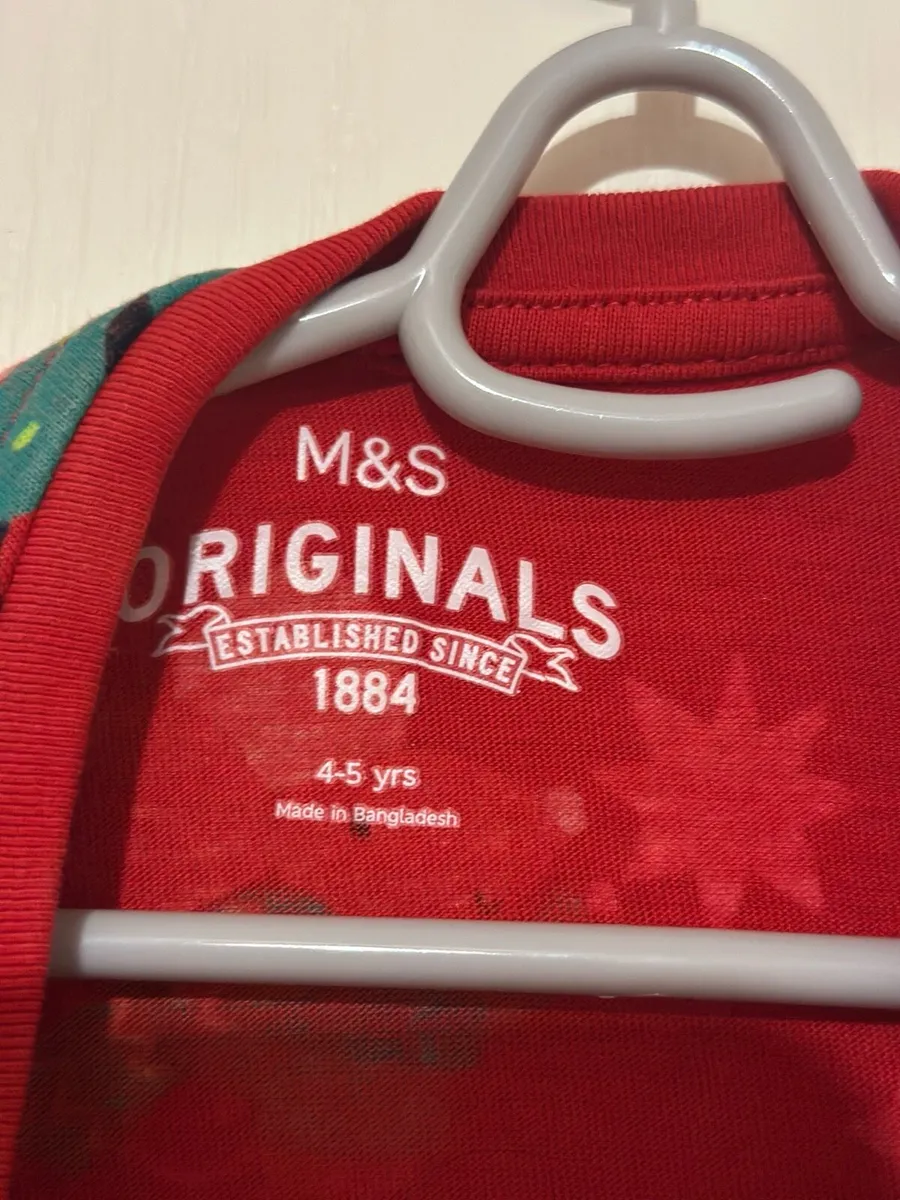 M&S
ORIGINALS
ESTABLISHED SINCE
1884
4-5 yrs
Made in Bangladesh